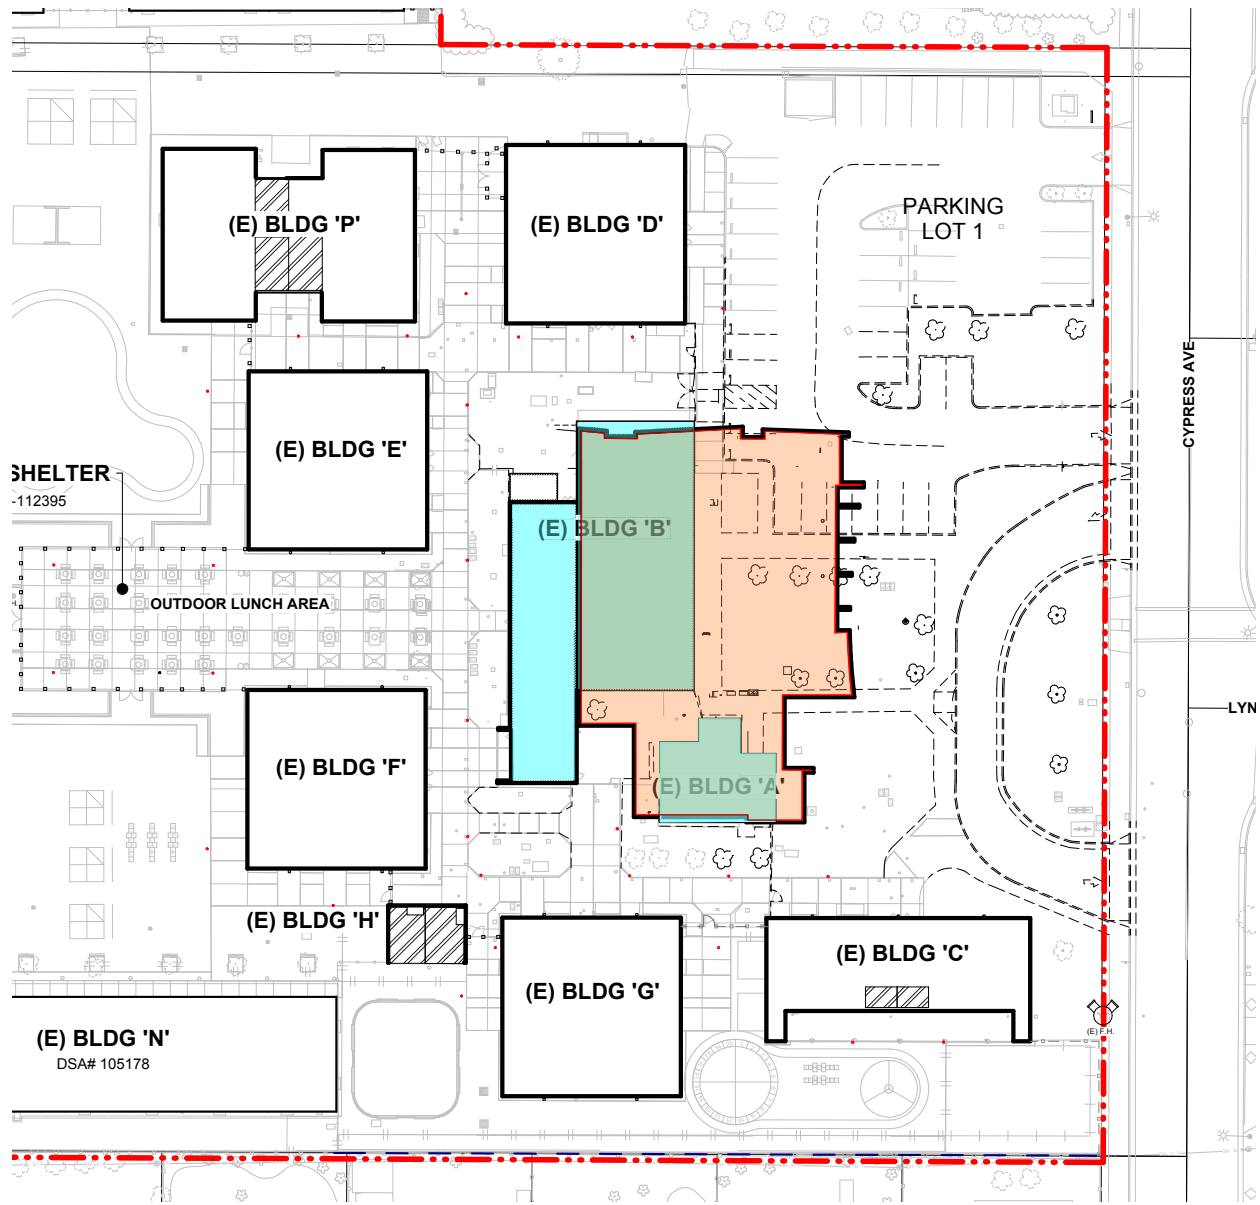 PARKING
LOT 1
(E) BLDG 'P'
(E) BLDG 'D'
CYPRESS AVE
(E) BLDG 'E'
SHELTER
-112395
(E) BLDG 'B'
OUTDOOR LUNCH AREA
LYN
(E) BLDG 'F'
(E) BLDG 'A'
(E) BLDG 'H'
(E) BLDG 'C'
(E) BLDG 'G'
(E) F.H.
(E) BLDG 'N'
DSA# 105178